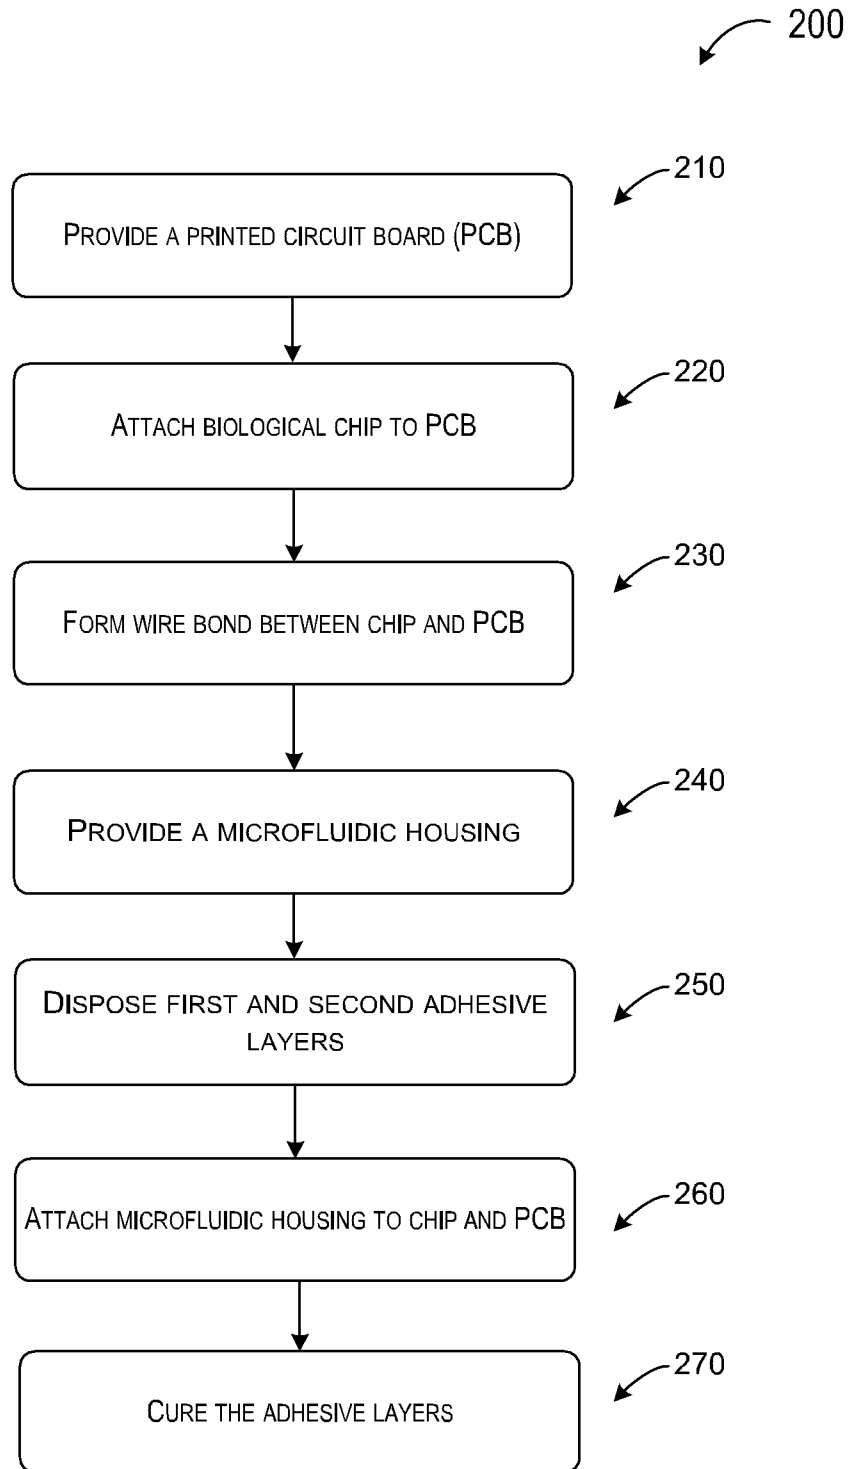 200
210
PROVIDE A PRINTED CIRCUIT BOARD (PCB)
220
ATTACH BIOLOGICAL CHIP TO PCB
230
FORM WIRE BOND BETWEEN CHIP AND PCB
240
PROVIDE A MICROFLUIDIC HOUSING
250
DISPOSE FIRST AND SECOND ADHESIVE
LAYERS
260
ATTACH MICROFLUIDIC HOUSING TO CHIP AND PCB
270
CURE THE ADHESIVE LAYERS